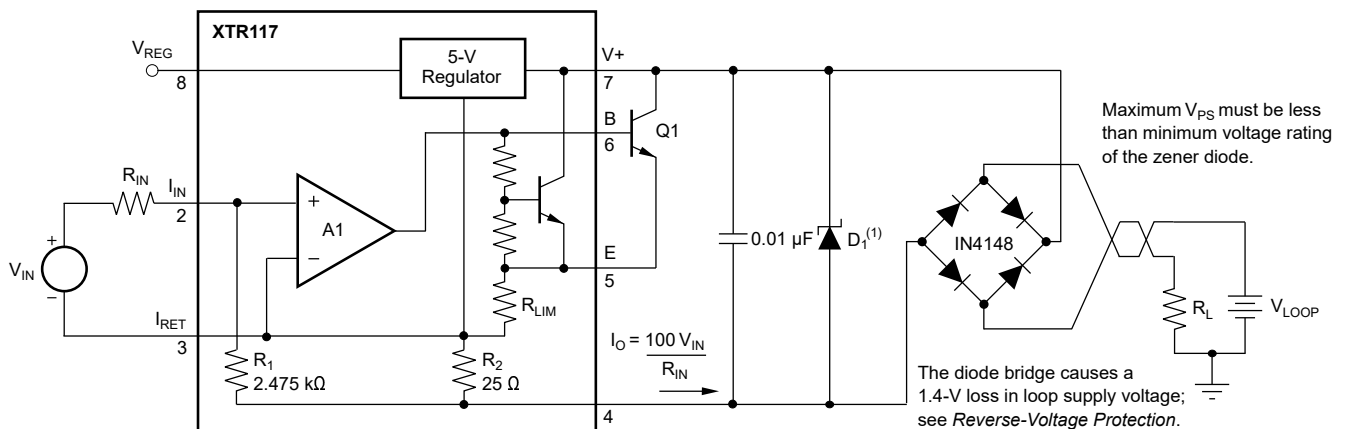 XTR117
V_REG
8
5-V
Regulator
V+
7
B
6
Q1
R_IN
I_IN
2
+
A1
−
E
5
R_LIM
V_IN
+
−
I_RET
3
R_1
2.475 kΩ
R_2
25 Ω
I_O = 100 V_IN
R_IN
4
0.01 µF
D_1^(1)
IN4148
Maximum V_PS must be less
than minimum voltage rating
of the zener diode.
R_L
V_LOOP
The diode bridge causes a
1.4-V loss in loop supply voltage;
see Reverse-Voltage Protection.